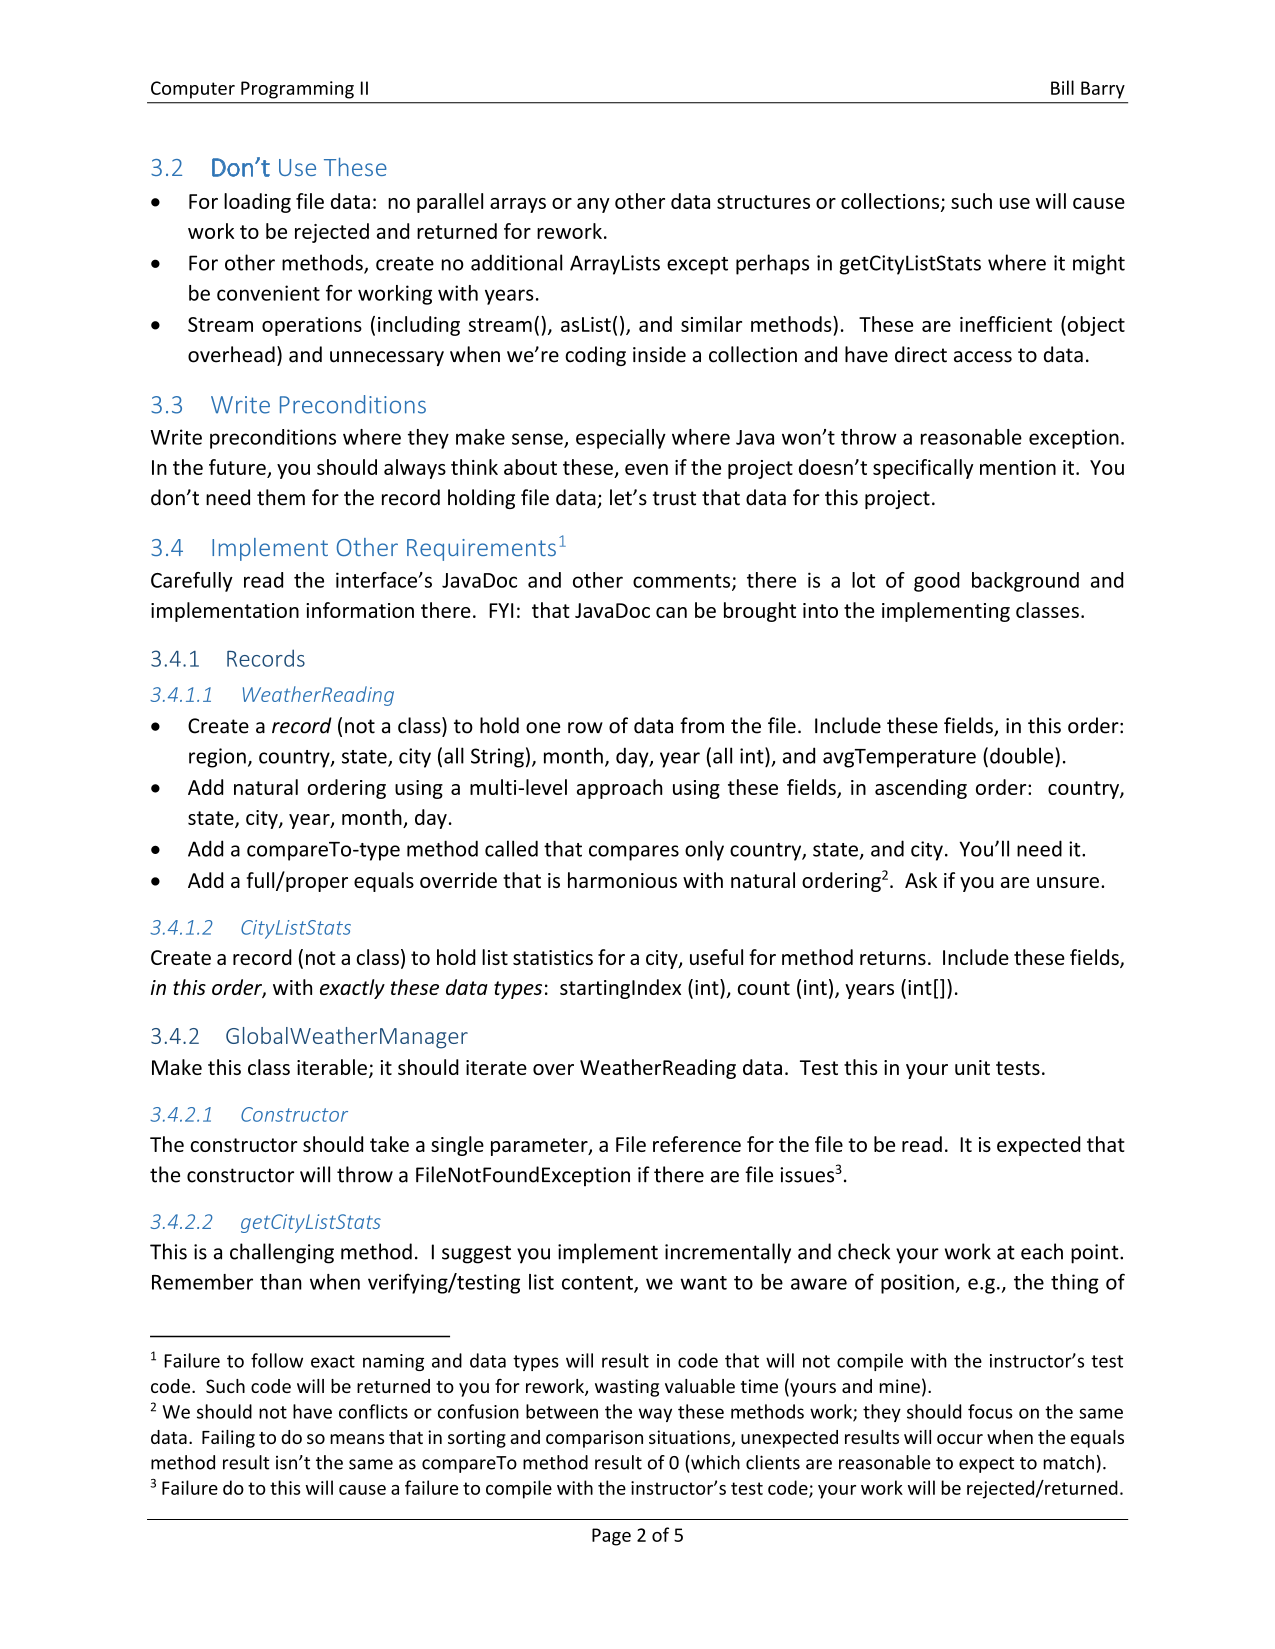 Computer Programming II Bill Barry
3.2 Don't Use These
• For loading file data: no parallel arrays or any other data structures or collections; such use will cause
work to be rejected and returned for rework.
• For other methods, create no additional ArrayLists except perhaps in getCityListStats where it might
be convenient for working with years.
• Stream operations (including stream(), asList(), and similar methods). These are inefficient (object
overhead) and unnecessary when we're coding inside a collection and have direct access to data.
3.3 Write Preconditions
Write preconditions where they make sense, especially where Java won't throw a reasonable exception.
In the future, you should always think about these, even if the project doesn't specifically mention it. You
don't need them for the record holding file data; let's trust that data for this project.
3.4 Implement Other Requirements¹
Carefully read the interface's JavaDoc and other comments; there is a lot of good background and
implementation information there. FYI: that JavaDoc can be brought into the implementing classes.
3.4.1 Records
3.4.1.1 WeatherReading
• Create a record (not a class) to hold one row of data from the file. Include these fields, in this order:
region, country, state, city (all String), month, day, year (all int), and avgTemperature (double).
• Add natural ordering using a multi-level approach using these fields, in ascending order: country,
state, city, year, month, day.
• Add a compareTo-type method called that compares only country, state, and city. You'll need it.
• Add a full/proper equals override that is harmonious with natural ordering². Ask if you are unsure.
3.4.1.2 CityListStats
Create a record (not a class) to hold list statistics for a city, useful for method returns. Include these fields,
in this order, with exactly these data types: startingIndex (int), count (int), years (int[]).
3.4.2 GlobalWeatherManager
Make this class iterable; it should iterate over WeatherReading data. Test this in your unit tests.
3.4.2.1 Constructor
The constructor should take a single parameter, a File reference for the file to be read. It is expected that
the constructor will throw a FileNotFoundException if there are file issues³.
3.4.2.2 getCityListStats
This is a challenging method. I suggest you implement incrementally and check your work at each point.
Remember than when verifying/testing list content, we want to be aware of position, e.g., the thing of
¹ Failure to follow exact naming and data types will result in code that will not compile with the instructor's test
code. Such code will be returned to you for rework, wasting valuable time (yours and mine).
² We should not have conflicts or confusion between the way these methods work; they should focus on the same
data. Failing to do so means that in sorting and comparison situations, unexpected results will occur when the equals
method result isn't the same as compareTo method result of 0 (which clients are reasonable to expect to match).
³ Failure do to this will cause a failure to compile with the instructor's test code; your work will be rejected/returned.
Page 2 of 5